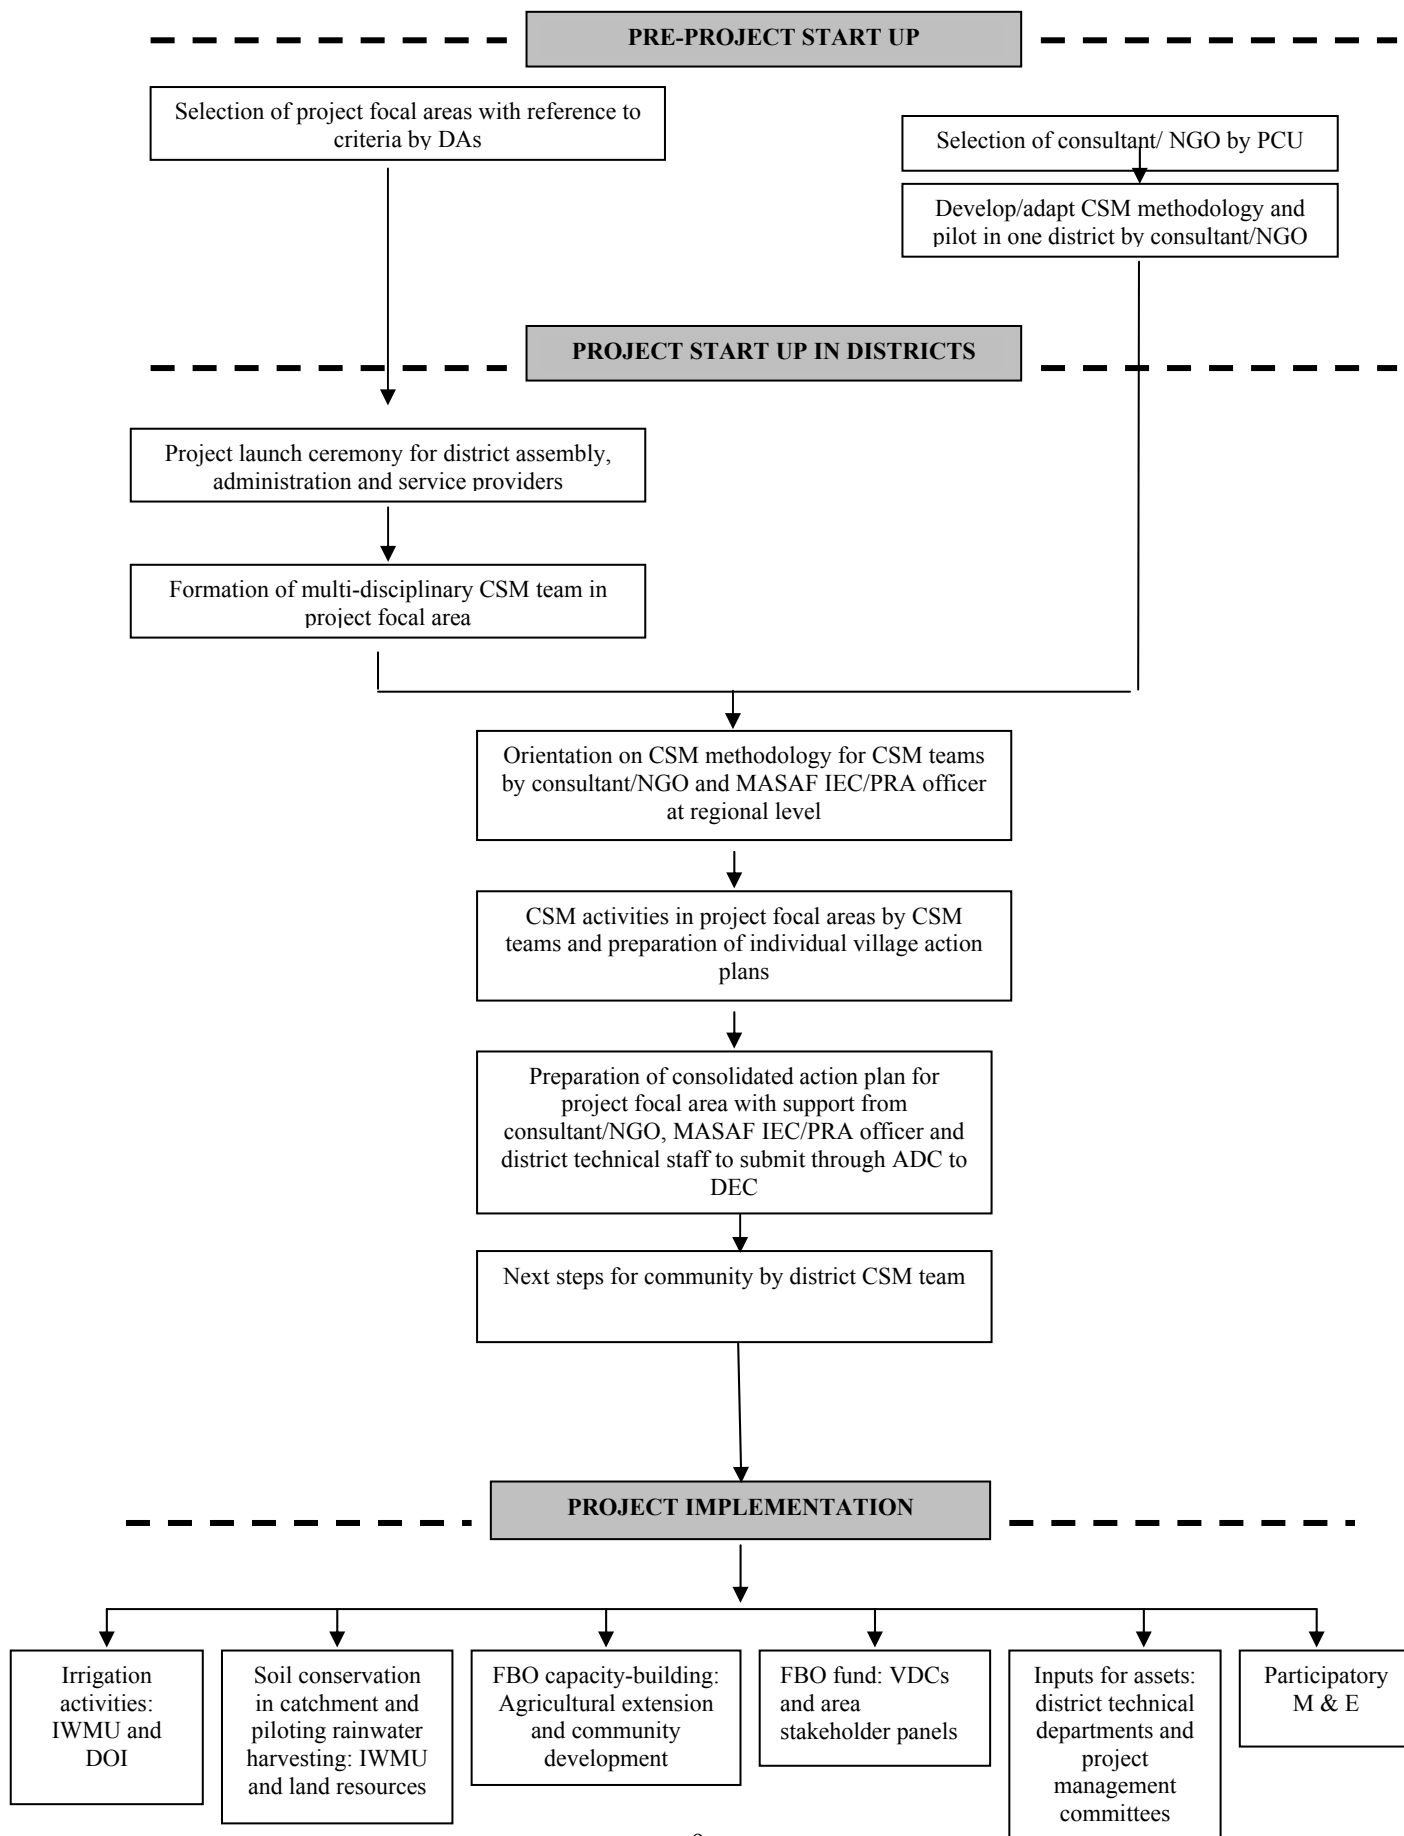 PRE-PROJECT START UP
Selection of project focal areas with reference to
criteria by DAs
Selection of consultant/ NGO by PCU
Develop/adapt CSM methodology and
pilot in one district by consultant/NGO
PROJECT START UP IN DISTRICTS
Project launch ceremony for district assembly,
administration and service providers
Formation of multi-disciplinary CSM team in
project focal area
Orientation on CSM methodology for CSM teams
by consultant/NGO and MASAF IEC/PRA officer
at regional level
CSM activities in project focal areas by CSM
teams and preparation of individual village action
plans
Preparation of consolidated action plan for
project focal area with support from
consultant/NGO, MASAF IEC/PRA officer and
district technical staff to submit through ADC to
DEC
Next steps for community by district CSM team
PROJECT IMPLEMENTATION
Irrigation
activities:
IWMU and
DOI
Soil conservation
in catchment and
piloting rainwater
harvesting: IWMU
and land resources
FBO capacity-building:
Agricultural extension
and community
development
FBO fund: VDCs
and area
stakeholder panels
Inputs for assets:
district technical
departments and
project
management
committees
Participatory
M & E